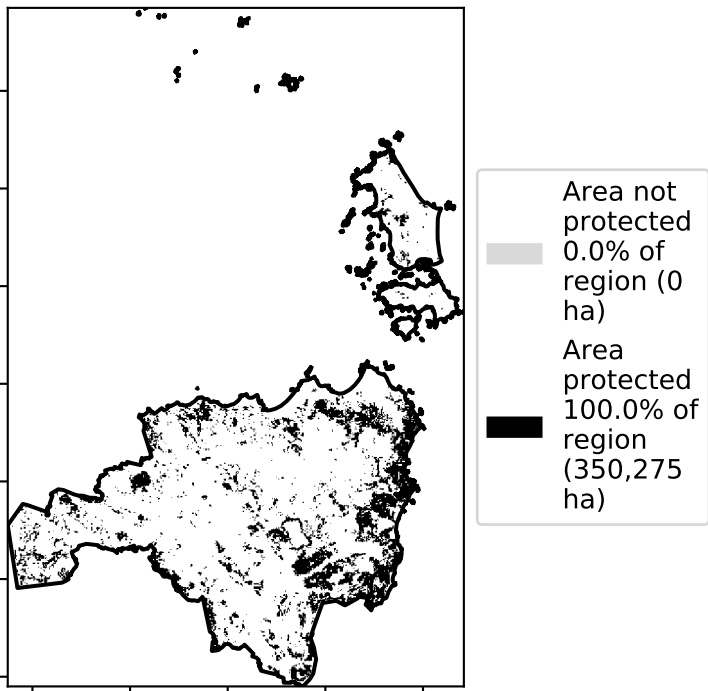 Area not
protected
0.0% of
region (0
ha)
Area
protected
100.0% of
region
(350,275
ha)